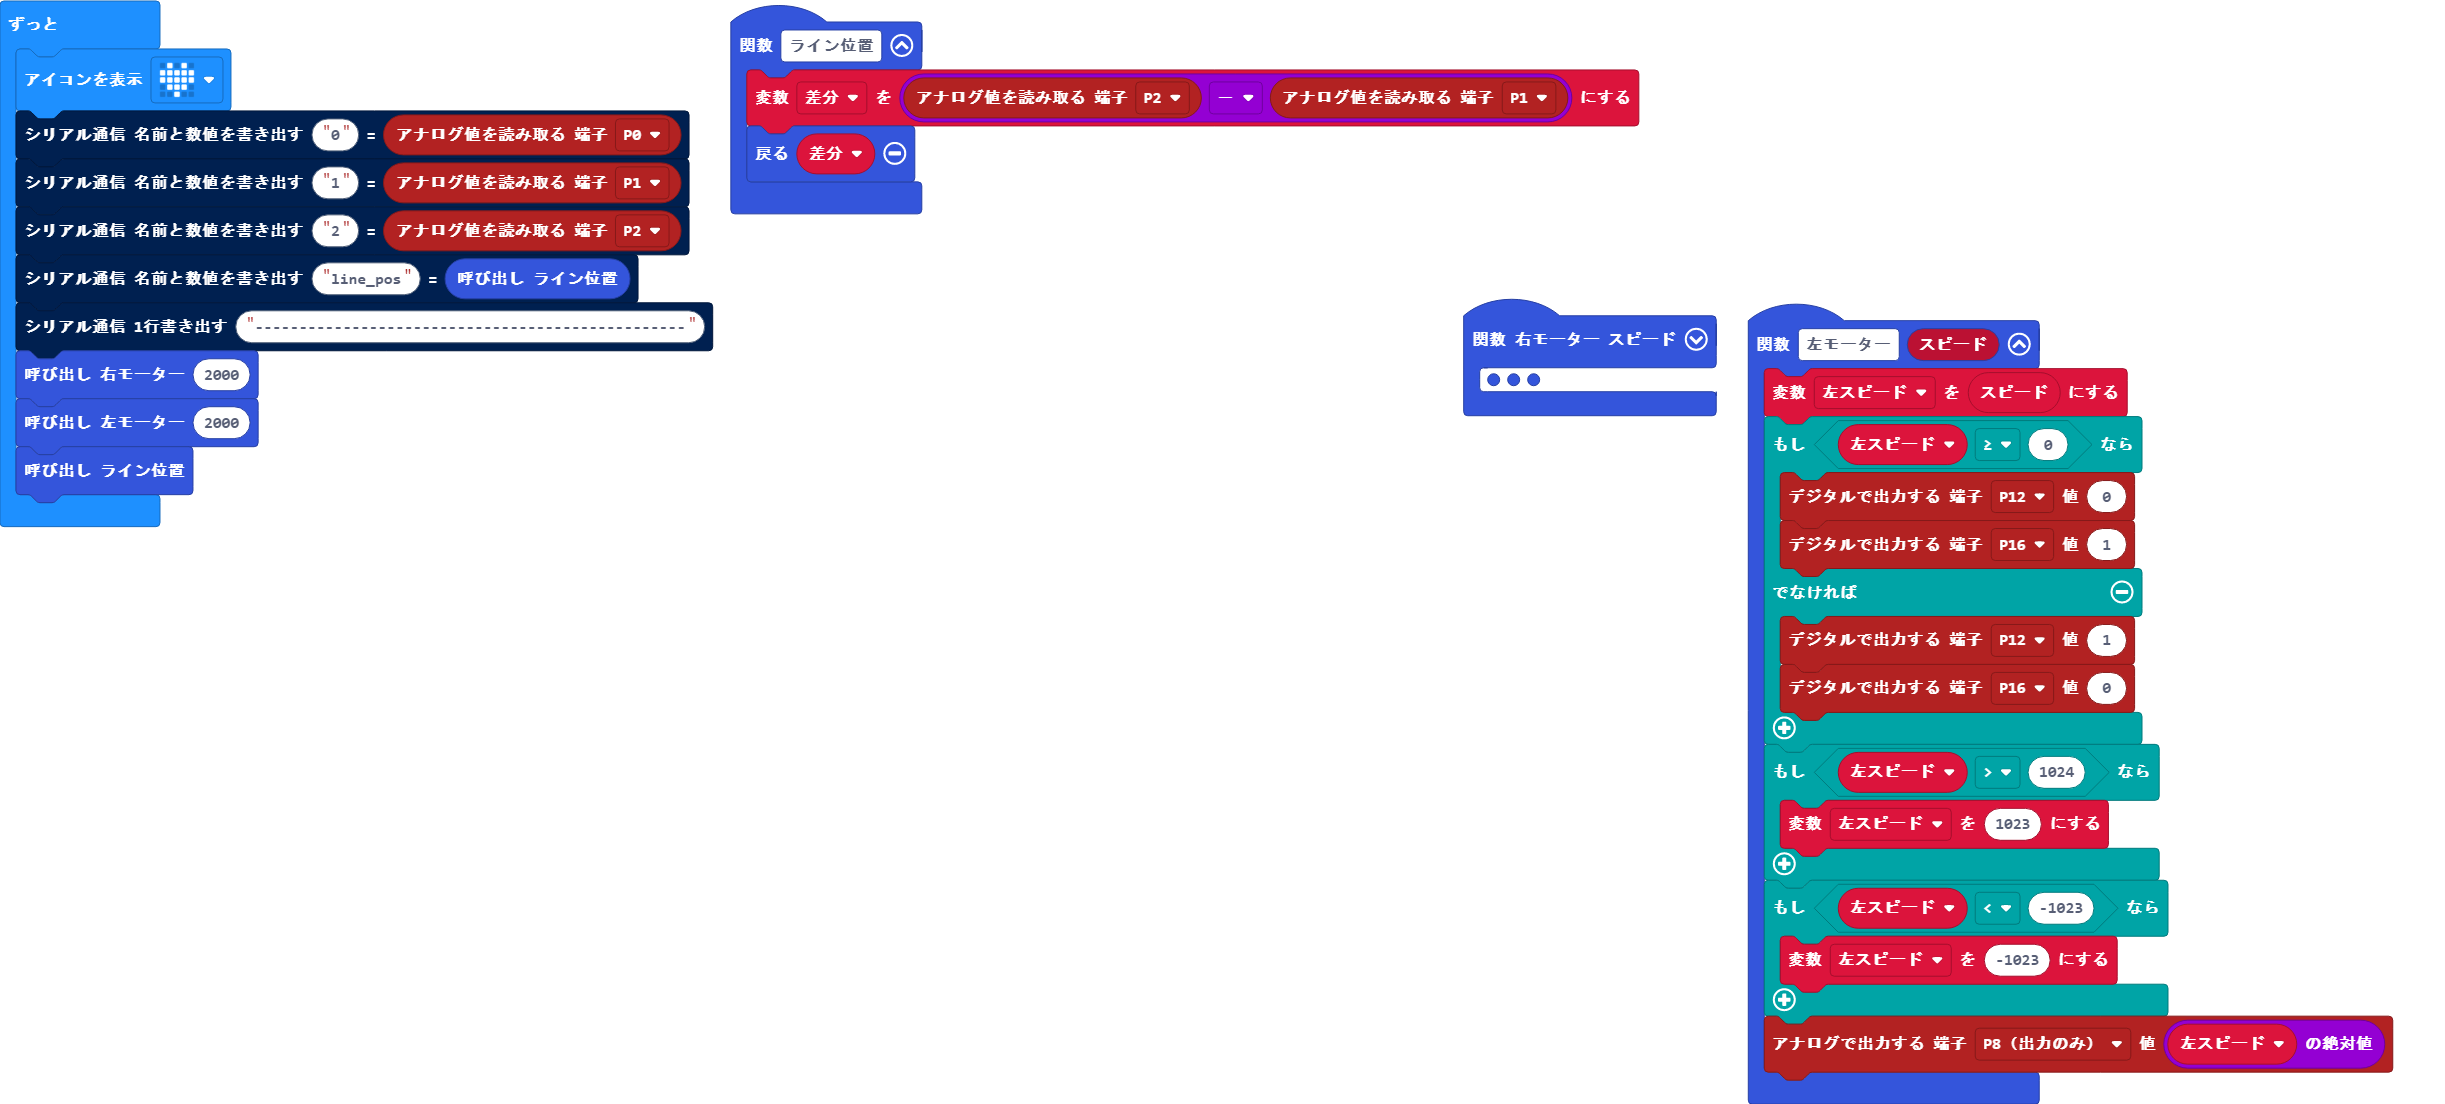 ずっと
アイコンを表示
シリアル通信 名前と数値を書き出す "0" = アナログ値を読み取る 端子 P0
シリアル通信 名前と数値を書き出す "1" = アナログ値を読み取る 端子 P1
シリアル通信 名前と数値を書き出す "2" = アナログ値を読み取る 端子 P2
シリアル通信 名前と数値を書き出す "line_pos" = 呼び出し ライン位置
シリアル通信 1行書き出す "-------------------------------------------------"
呼び出し 右モーター 2000
呼び出し 左モーター 2000
呼び出し ライン位置
関数 ライン位置
変数 差分 を アナログ値を読み取る 端子 P2 - アナログ値を読み取る 端子 P1 にする
戻る 差分
関数 右モーター スピード
関数 左モーター スピード
変数 左スピード を スピード にする
もし 左スピード ≥ 0 なら
デジタルで出力する 端子 P12 値 0
デジタルで出力する 端子 P16 値 1
でなければ
デジタルで出力する 端子 P12 値 1
デジタルで出力する 端子 P16 値 0
もし 左スピード > 1024 なら
変数 左スピード を 1023 にする
もし 左スピード < -1023 なら
変数 左スピード を -1023 にする
アナログで出力する 端子 P8（出力のみ） 値 左スピード の絶対値